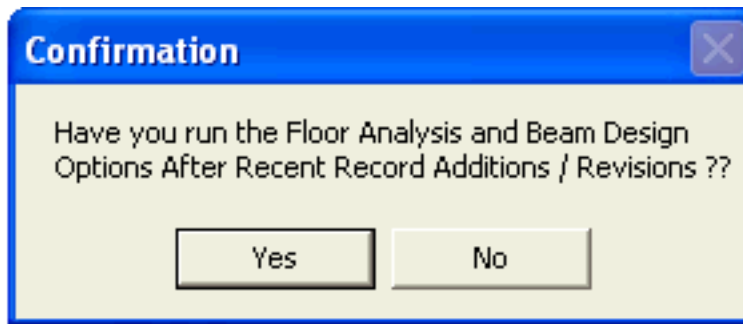 Confirmation
Have you run the Floor Analysis and Beam Design
Options After Recent Record Additions / Revisions ??
Yes
No